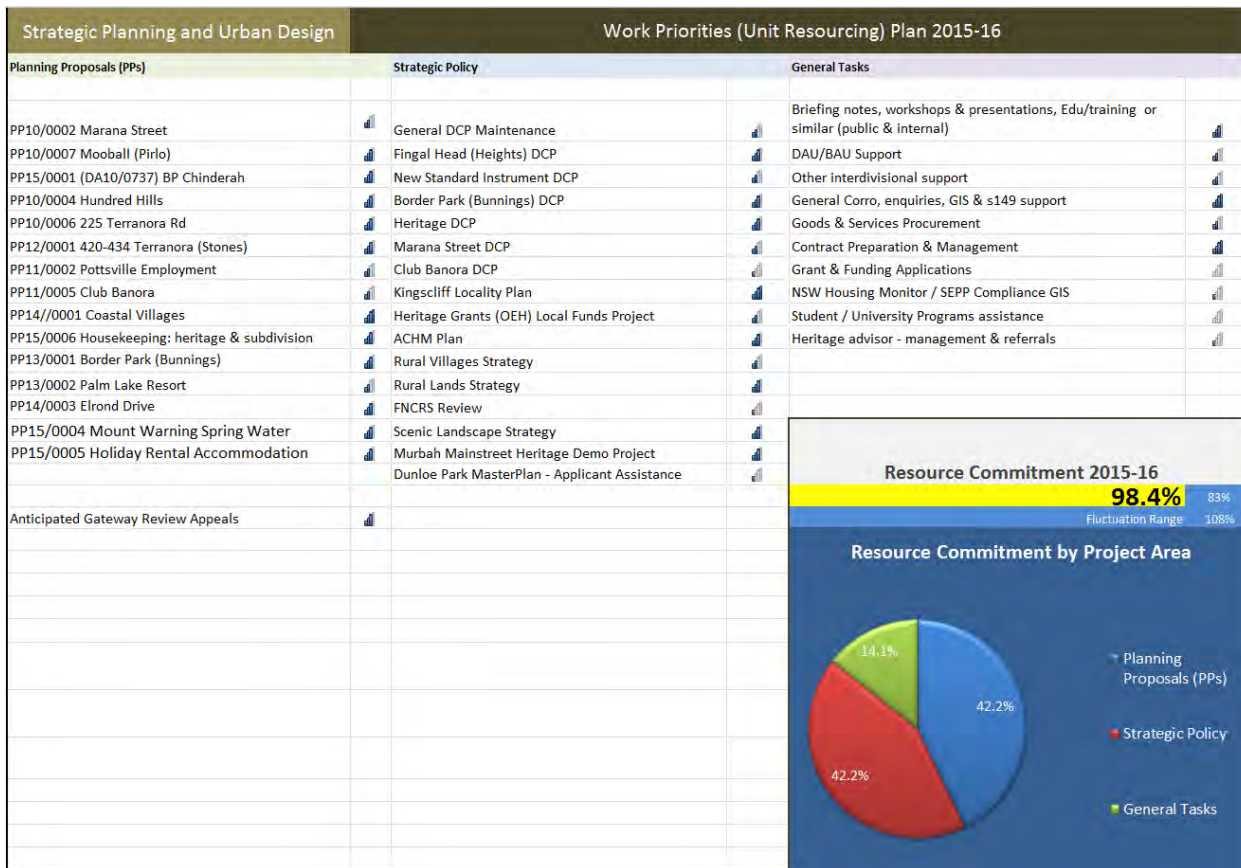 Strategic Planning and Urban Design
Work Priorities (Unit Resourcing) Plan 2015-16
Planning Proposals (PPs)
Strategic Policy
General Tasks
PP10/0002 Marana Street
General DCP Maintenance
Briefing notes, workshops & presentations, Edu/training or
similar (public & internal)
PP10/0007 Mooball (Pirlo)
Fingal Head (Heights) DCP
DAU/BAU Support
PP15/0001 (DA10/0737) BP Chinderah
New Standard Instrument DCP
Other interdivisional support
PP10/0004 Hundred Hills
Border Park (Bunnings) DCP
General Corro, enquiries, GIS & s149 support
PP10/0006 225 Terranora Rd
Heritage DCP
Goods & Services Procurement
PP12/0001 420-434 Terranora (Stones)
Marana Street DCP
Contract Preparation & Management
PP11/0002 Pottsville Employment
Club Banora DCP
Grant & Funding Applications
PP11/0005 Club Banora
Kingscliff Locality Plan
NSW Housing Monitor / SEPP Compliance GIS
PP14//0001 Coastal Villages
Heritage Grants (OEH) Local Funds Project
Student / University Programs assistance
PP15/0006 Housekeeping: heritage & subdivision
ACHM Plan
Heritage advisor - management & referrals
PP13/0001 Border Park (Bunnings)
Rural Villages Strategy
PP13/0002 Palm Lake Resort
Rural Lands Strategy
PP14/0003 Elrond Drive
FNCRS Review
PP15/0004 Mount Warning Spring Water
Scenic Landscape Strategy
PP15/0005 Holiday Rental Accommodation
Murbah Mainstreet Heritage Demo Project
Dunloe Park MasterPlan - Applicant Assistance
Anticipated Gateway Review Appeals
Resource Commitment 2015-16
98.4%
83%
Fluctuation Range
108%
Resource Commitment by Project Area
14.1%
42.2%
42.2%
Planning
Proposals (PPs)
Strategic Policy
General Tasks